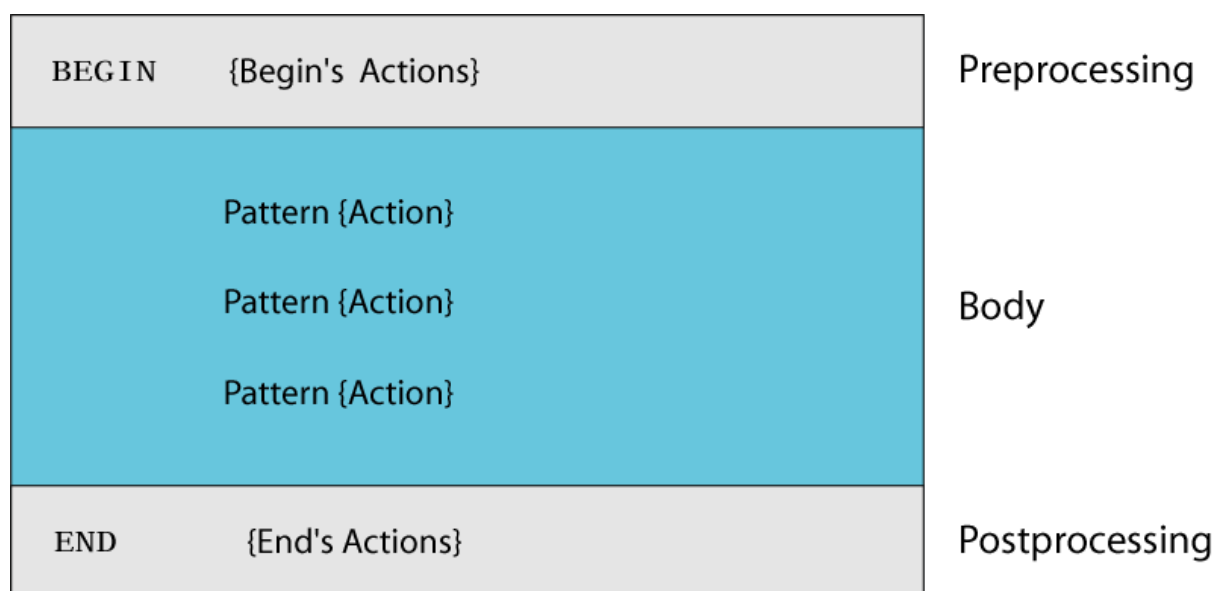 BEGIN {Begin's Actions} Preprocessing
Pattern {Action}
Pattern {Action} Body
Pattern {Action}
END {End's Actions} Postprocessing